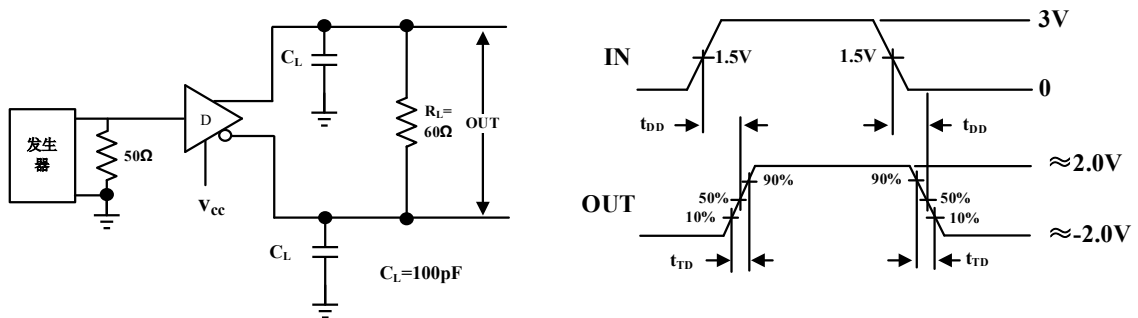 发生
器
50Ω
D
Vcc
CL
CL
RL=
60Ω
OUT
CL=100pF
IN
1.5V
1.5V
3V
0
tDD
tDD
OUT
90%
50%
10%
90%
50%
10%
≈2.0V
≈-2.0V
tTD
tTD